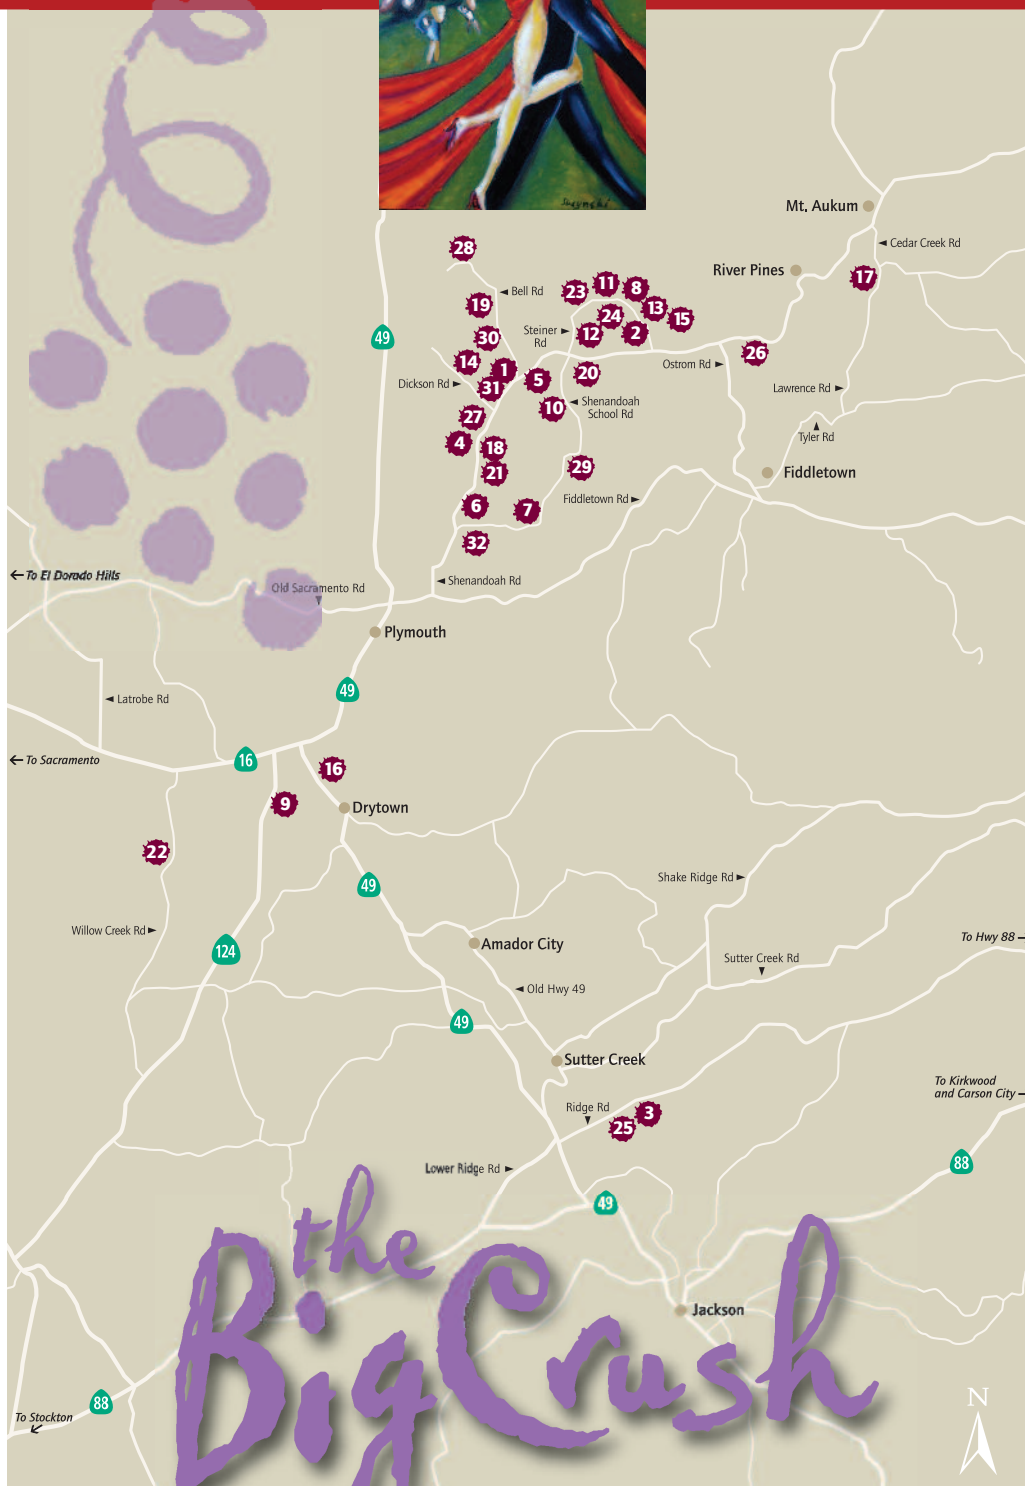 Suzynski
Mt. Aukum
Cedar Creek Rd
River Pines
17
28
Bell Rd
11
8
23
19
13
24
15
Steiner
Rd
12
2
49
30
26
14
1
Ostrom Rd
Dickson Rd
31
5
20
Lawrence Rd
10
Shenandoah
School Rd
27
Tyler Rd
4
18
21
29
Fiddletown
Fiddletown Rd
6
7
32
To El Dorado Hills
Old Sacramento Rd
Shenandoah Rd
Plymouth
49
Latrobe Rd
To Sacramento
16
16
9
Drytown
22
49
Shake Ridge Rd
Willow Creek Rd
124
Amador City
To Hwy 88
Sutter Creek Rd
Old Hwy 49
49
Sutter Creek
To Kirkwood
and Carson City
Ridge Rd
3
25
Lower Ridge Rd
88
49
the
Big Crush
Jackson
88
To Stockton
N